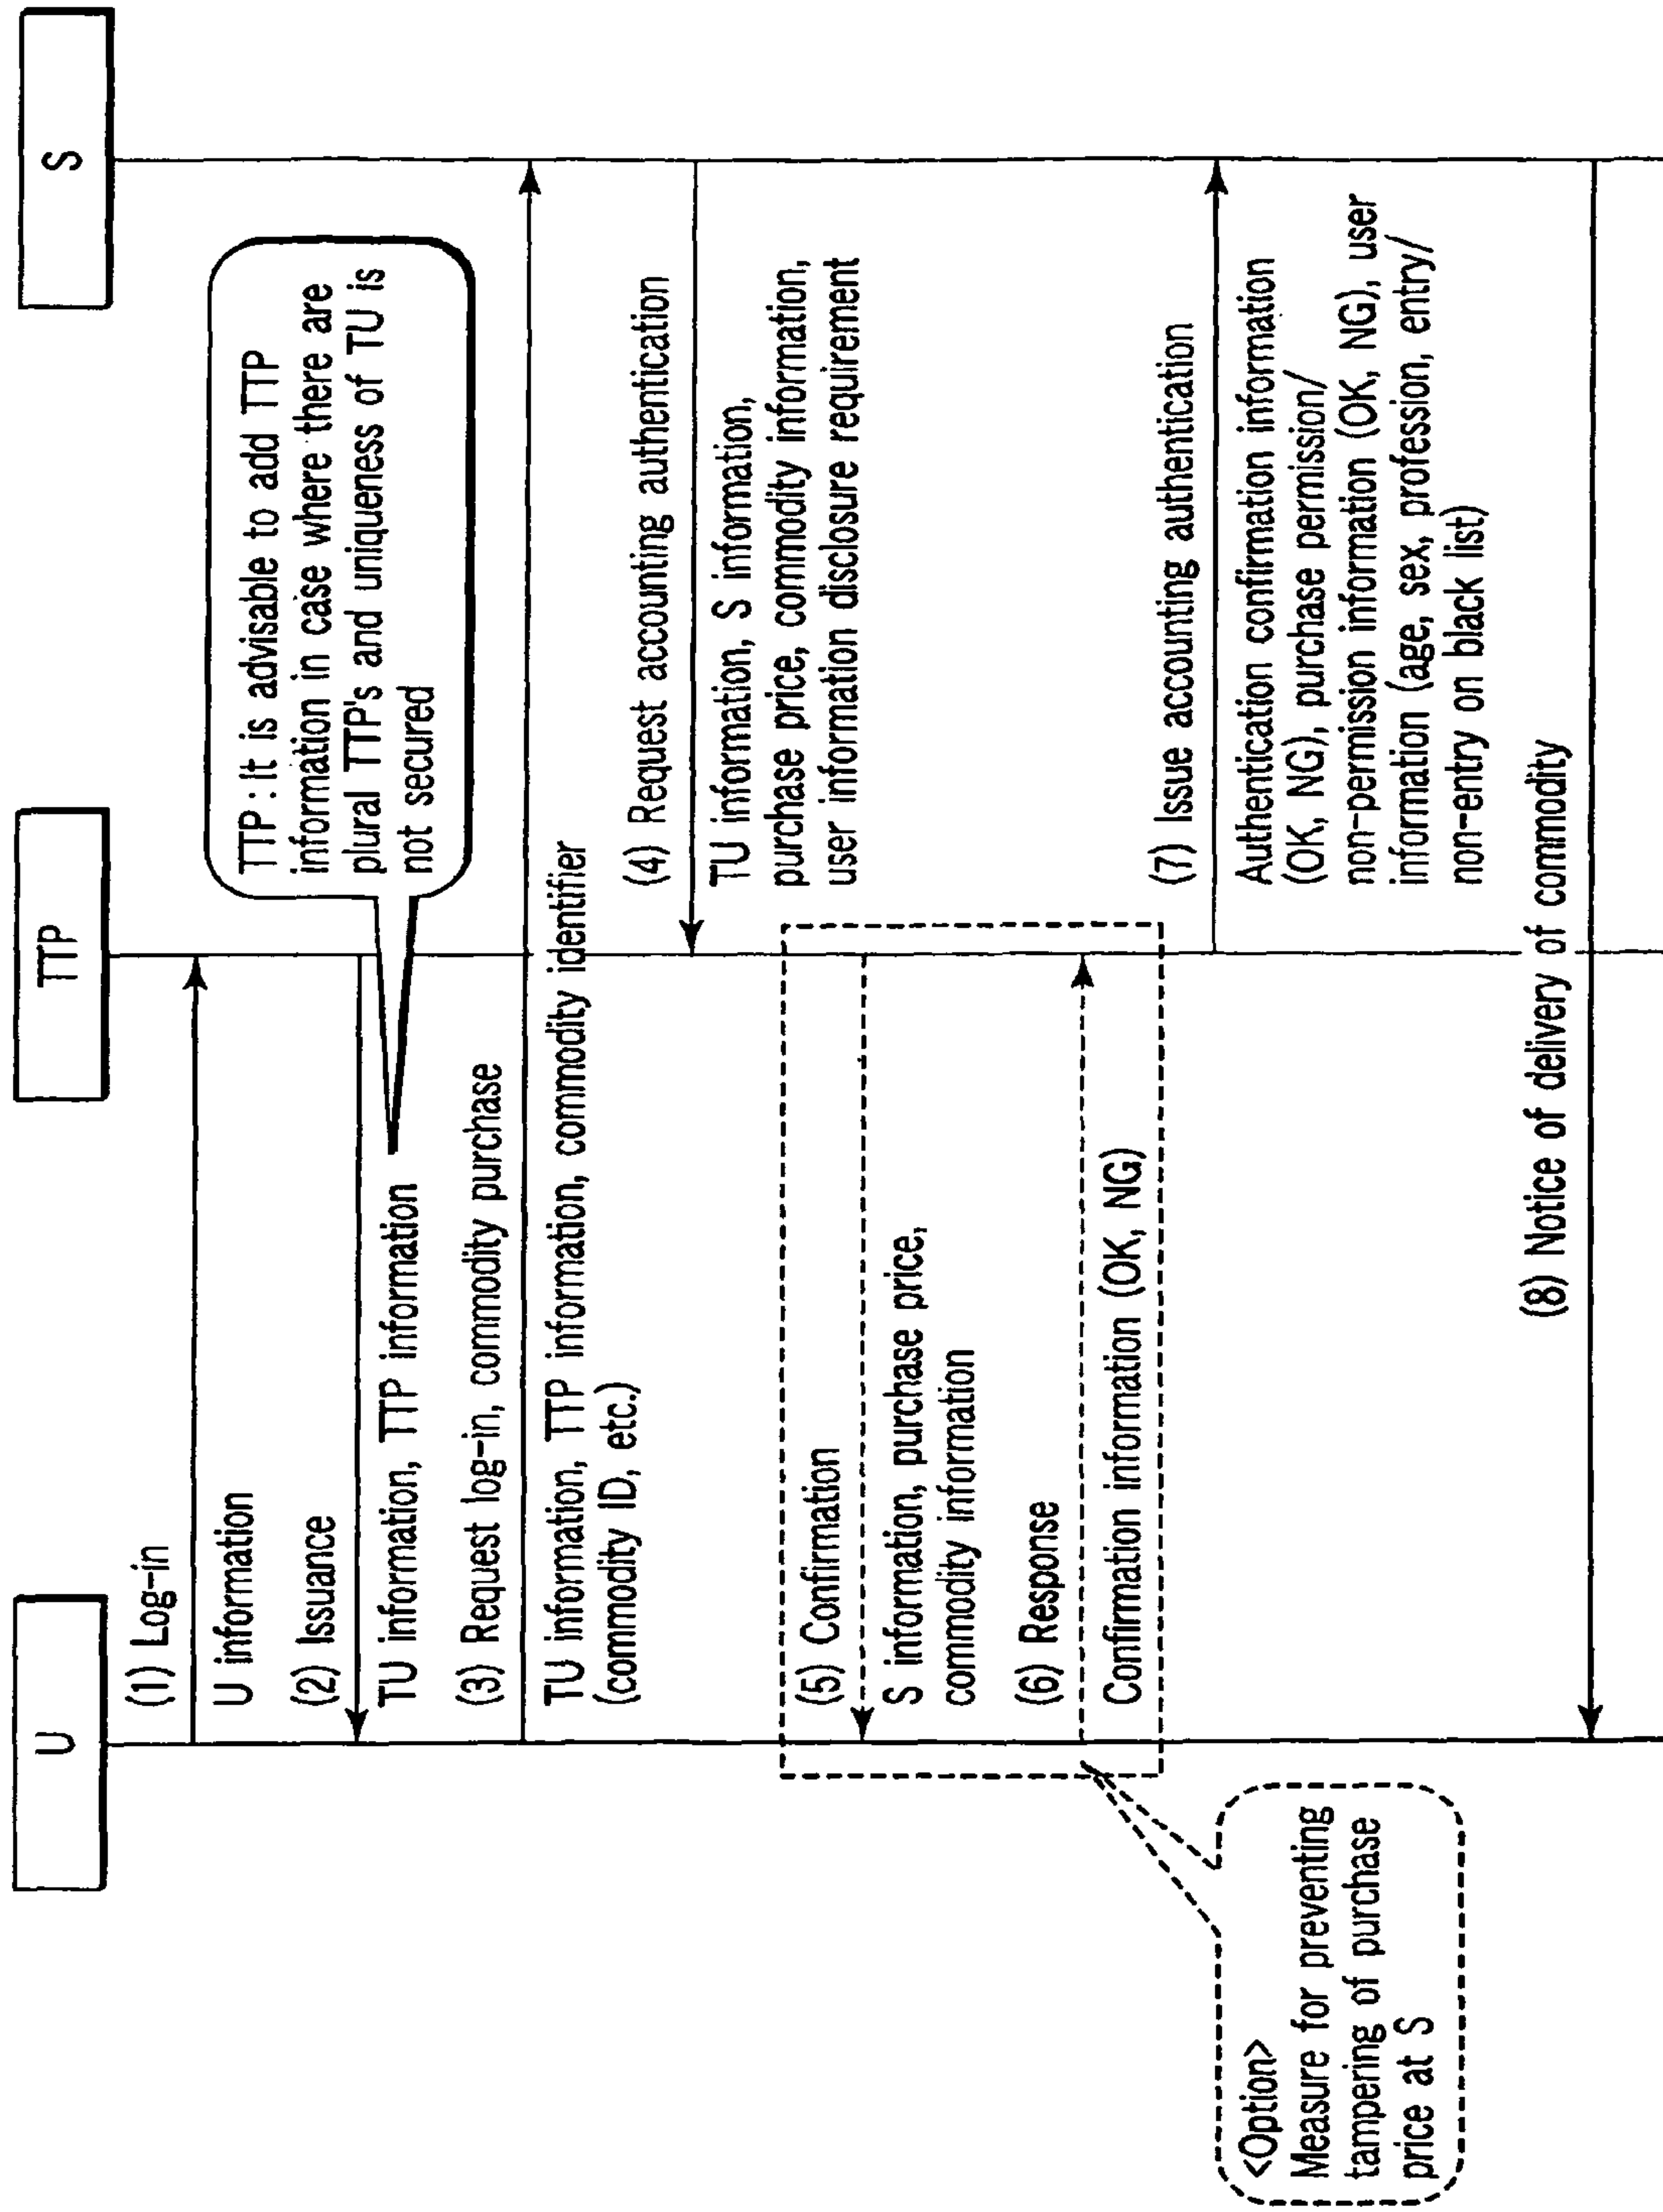 U
TTP
S
(1) Log-in
U information
(2) Issuance
TU information, TTP information
TTP : It is advisable to add TTP
information in case where there are
plural TTP's and uniqueness of TU is
not secured
(3) Request log-in, commodity purchase
TU information, TTP information, commodity identifier
(commodity ID, etc.)
(4) Request accounting authentication
TU information, S information,
purchase price, commodity information,
user information disclosure requirement
(5) Confirmation
S information, purchase price,
commodity information
(6) Response
Confirmation information (OK, NG)
<Option>
Measure for preventing
tampering of purchase
price at S
(7) Issue accounting authentication
Authentication confirmation information
(OK, NG), purchase permission/
non-permission information (OK, NG), user
information (age, sex, profession, entry/
non-entry on black list)
(8) Notice of delivery of commodity